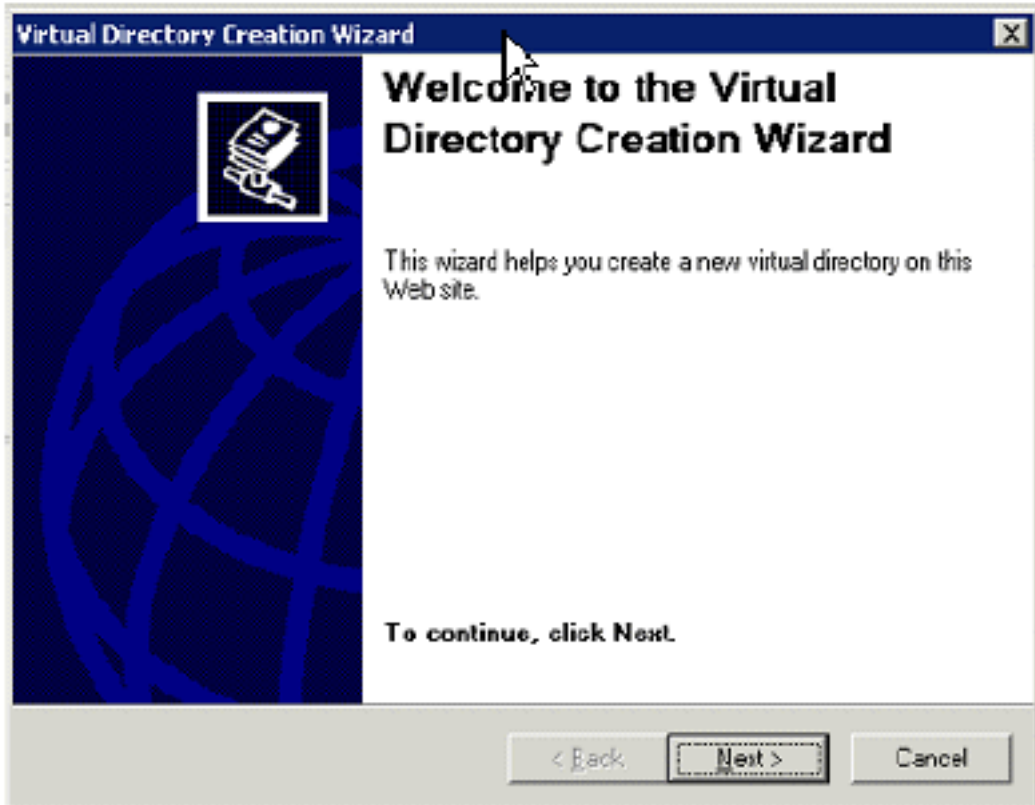 Virtual Directory Creation Wizard
Welcome to the Virtual
Directory Creation Wizard
This wizard helps you create a new virtual directory on this
Web site.
To continue, click Next.
< Back
Next >
Cancel